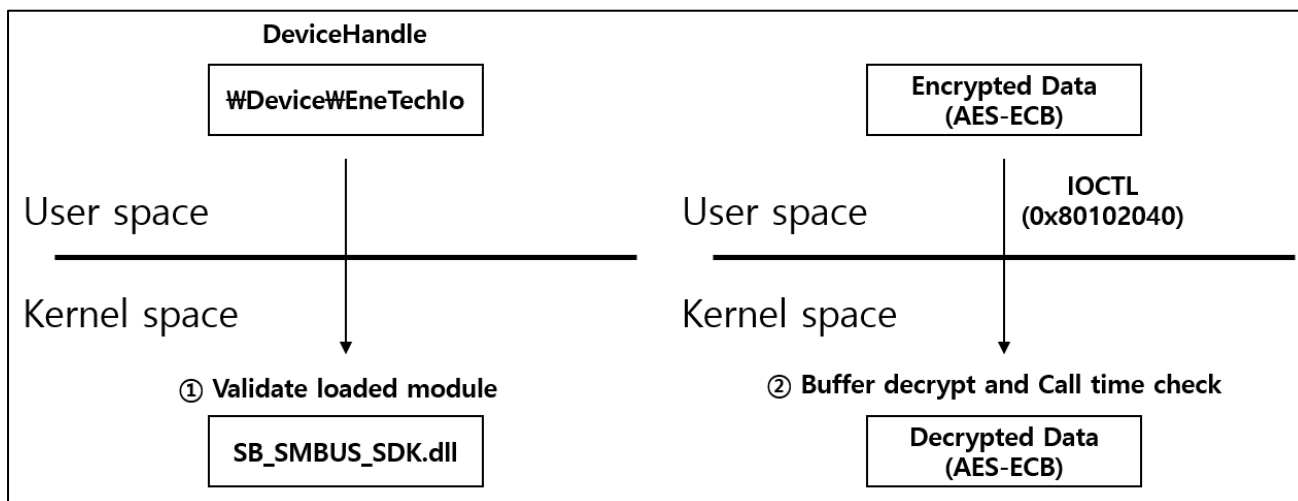 DeviceHandle
₩Device₩EneTechIo
User space
Kernel space
① Validate loaded module
SB_SMBUS_SDK.dll
Encrypted Data
(AES-ECB)
IOCTL
(0x80102040)
User space
Kernel space
② Buffer decrypt and Call time check
Decrypted Data
(AES-ECB)